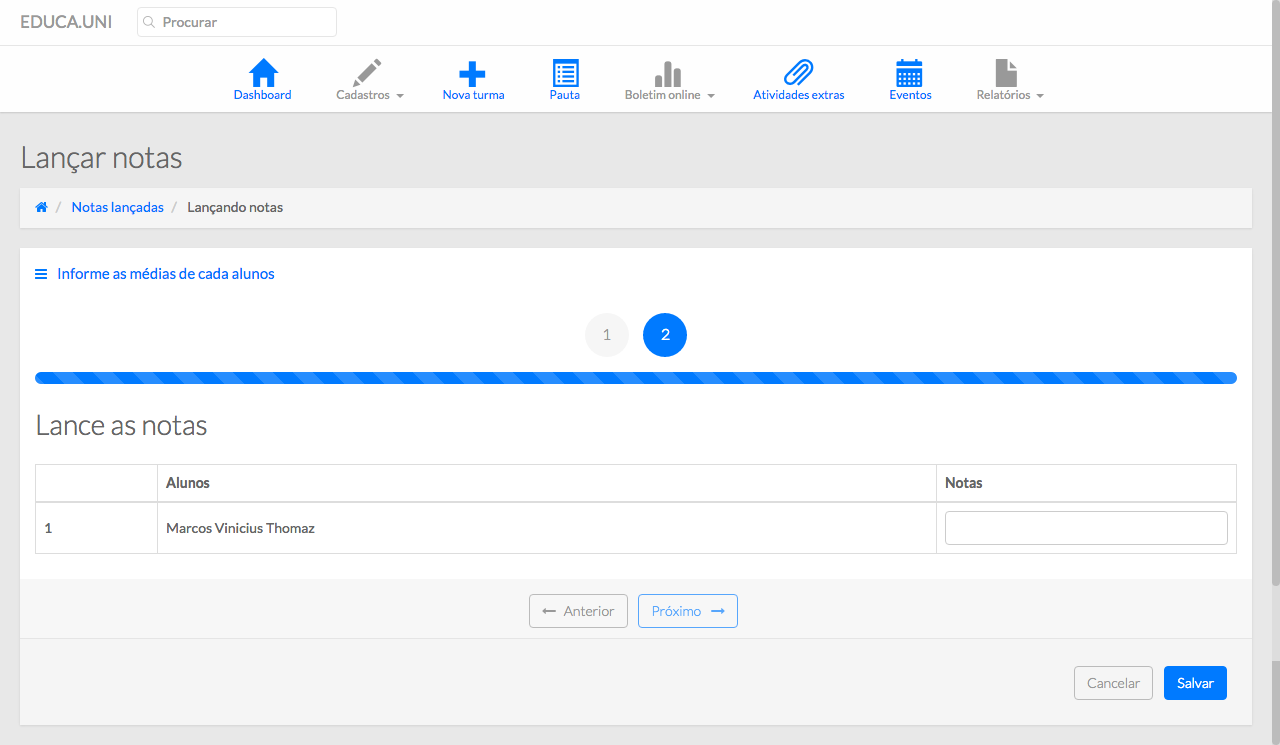 EDUCA.UNI
Procurar
Dashboard
Cadastros
Nova turma
Pauta
Boletim online
Atividades extras
Eventos
Relatórios
Lançar notas
/ Notas lançadas / Lançando notas
Informe as médias de cada alunos
1 2
Lance as notas
Alunos Notas
1 Marcos Vinicius Thomaz
← Anterior Próximo →
Cancelar Salvar